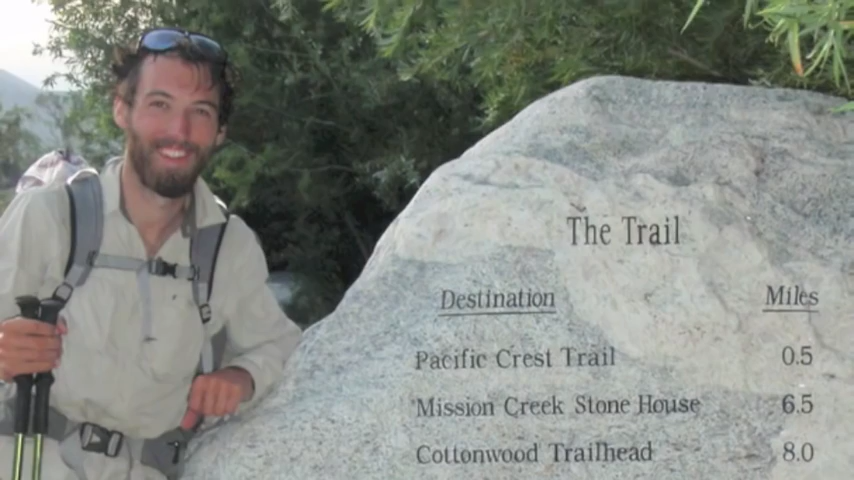 The Trail
Destination Miles
Pacific Crest Trail 0.5
Mission Creek Stone House 6.5
Cottonwood Trailhead 8.0